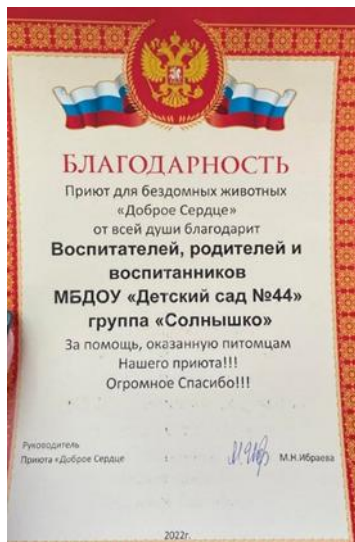 БЛАГОДАРНОСТЬ
Приют для бездомных животных
«Доброе Сердце»
от всей души благодарит
Воспитателей, родителей и
воспитанников
МБДОУ «Детский сад №44»
группа «Солнышко»
За помощь, оказанную питомцам
Нашего приюта!!!
Огромное Спасибо!!!
Руководитель
Приюта «Доброе Сердце
М.Н.Ибраева
2022г.